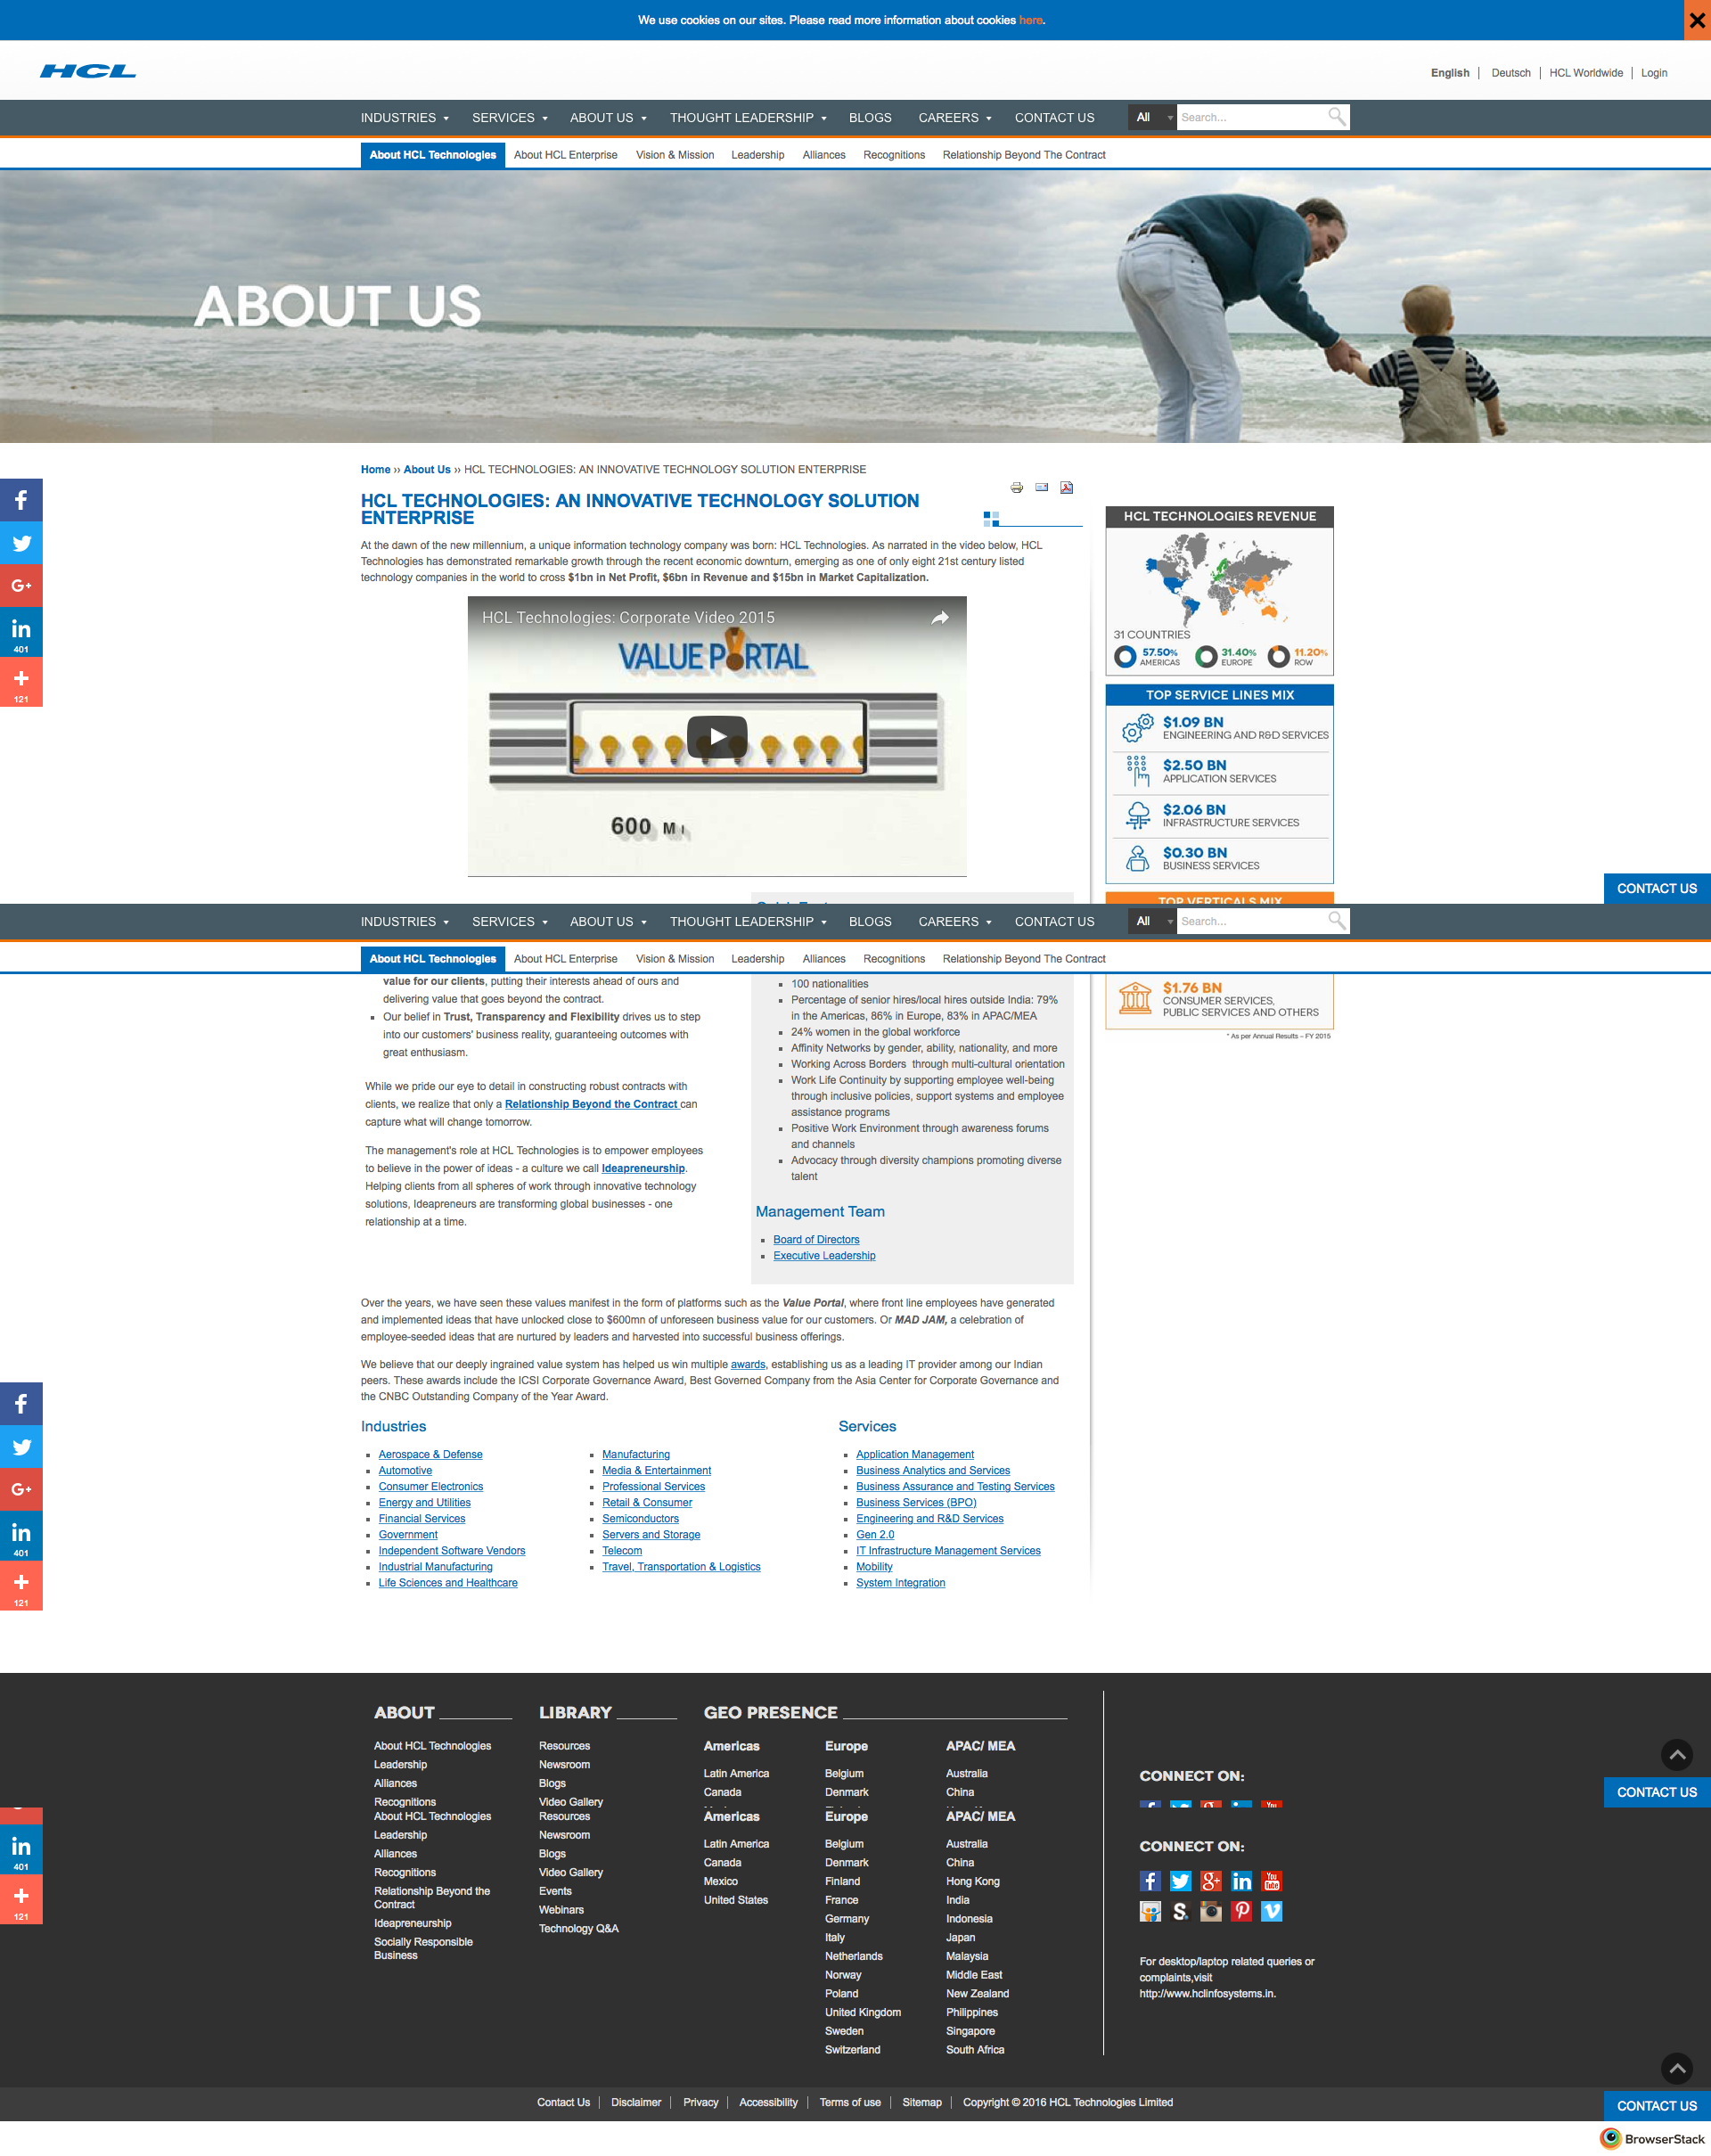 We use cookies on our sites. Please read more information about cookies here.
HCL
English
Deutsch
HCL Worldwide
Login
INDUSTRIES
SERVICES
ABOUT US
THOUGHT LEADERSHIP
BLOGS
CAREERS
CONTACT US
All
Search...
About HCL Technologies
About HCL Enterprise
Vision & Mission
Leadership
Alliances
Recognitions
Relationship Beyond The Contract
ABOUT US
Home ›› About Us ›› HCL TECHNOLOGIES: AN INNOVATIVE TECHNOLOGY SOLUTION ENTERPRISE
HCL TECHNOLOGIES: AN INNOVATIVE TECHNOLOGY SOLUTION
ENTERPRISE
At the dawn of the new millennium, a unique information technology company was born: HCL Technologies. As narrated in the video below, HCL
Technologies has demonstrated remarkable growth through the recent economic downturn, emerging as one of only eight 21st century listed
technology companies in the world to cross $1bn in Net Profit, $6bn in Revenue and $15bn in Market Capitalization.
G+
in
401
121
HCL Technologies: Corporate Video 2015
VALUE PORTAL
600
HCL TECHNOLOGIES REVENUE
31 COUNTRIES
57.50%
AMERICAS
31.40%
EUROPE
11.20%
ROW
TOP SERVICE LINES MIX
$1.09 BN
ENGINEERING AND R&D SERVICES
$2.50 BN
APPLICATION SERVICES
$2.06 BN
INFRASTRUCTURE SERVICES
$0.30 BN
BUSINESS SERVICES
TOP VERTICALS MIX
CONTACT US
INDUSTRIES
SERVICES
ABOUT US
THOUGHT LEADERSHIP
BLOGS
CAREERS
CONTACT US
All
Search...
About HCL Technologies
About HCL Enterprise
Vision & Mission
Leadership
Alliances
Recognitions
Relationship Beyond The Contract
value for our clients, putting their interests ahead of ours and
delivering value that goes beyond the contract.
Our belief in Trust, Transparency and Flexibility drives us to step
into our customers' business reality, guaranteeing outcomes with
great enthusiasm.
While we pride our eye to detail in constructing robust contracts with
clients, we realize that only a Relationship Beyond the Contract can
capture what will change tomorrow.
The management's role at HCL Technologies is to empower employees
to believe in the power of ideas - a culture we call Ideapreneurship.
Helping clients from all spheres of work through innovative technology
solutions, Ideapreneurs are transforming global businesses - one
relationship at a time.
100 nationalities
Percentage of senior hires/local hires outside India: 79%
in the Americas, 86% in Europe, 83% in APAC/MEA
24% women in the global workforce
Affinity Networks by gender, ability, nationality, and more
Working Across Borders through multi-cultural orientation
Work Life Continuity by supporting employee well-being
through inclusive policies, support systems and employee
assistance programs
Positive Work Environment through awareness forums
and channels
Advocacy through diversity champions promoting diverse
talent
Management Team
Board of Directors
Executive Leadership
$1.76 BN
CONSUMER SERVICES,
PUBLIC SERVICES AND OTHERS
* As per Annual Results – FY 2015
Over the years, we have seen these values manifest in the form of platforms such as the Value Portal, where front line employees have generated
and implemented ideas that have unlocked close to $600mn of unforeseen business value for our customers. Or MAD JAM, a celebration of
employee-seeded ideas that are nurtured by leaders and harvested into successful business offerings.
We believe that our deeply ingrained value system has helped us win multiple awards, establishing us as a leading IT provider among our Indian
peers. These awards include the ICSI Corporate Governance Award, Best Governed Company from the Asia Center for Corporate Governance and
the CNBC Outstanding Company of the Year Award.
G+
in
401
121
Industries
Aerospace & Defense
Automotive
Consumer Electronics
Energy and Utilities
Financial Services
Government
Independent Software Vendors
Industrial Manufacturing
Life Sciences and Healthcare
Manufacturing
Media & Entertainment
Professional Services
Retail & Consumer
Semiconductors
Servers and Storage
Telecom
Travel, Transportation & Logistics
Services
Application Management
Business Analytics and Services
Business Assurance and Testing Services
Business Services (BPO)
Engineering and R&D Services
Gen 2.0
IT Infrastructure Management Services
Mobility
System Integration
ABOUT
About HCL Technologies
Leadership
Alliances
Recognitions
LIBRARY
Resources
Newsroom
Blogs
Video Gallery
GEO PRESENCE
Americas
Latin America
Canada
Europe
Belgium
Denmark
APAC/ MEA
Australia
China
CONNECT ON:
CONTACT US
in
401
121
About HCL Technologies
Leadership
Alliances
Recognitions
Relationship Beyond the
Contract
Ideapreneurship
Socially Responsible
Business
Resources
Newsroom
Blogs
Video Gallery
Events
Webinars
Technology Q&A
Americas
Latin America
Canada
Mexico
United States
Europe
Belgium
Denmark
Finland
France
Germany
Italy
Netherlands
Norway
Poland
United Kingdom
Sweden
Switzerland
APAC/ MEA
Australia
China
Hong Kong
India
Indonesia
Japan
Malaysia
Middle East
New Zealand
Philippines
Singapore
South Africa
CONNECT ON:
For desktop/laptop related queries or
complaints,visit
http://www.hclinfosystems.in.
Contact Us
Disclaimer
Privacy
Accessibility
Terms of use
Sitemap
Copyright © 2016 HCL Technologies Limited
CONTACT US
BrowserStack